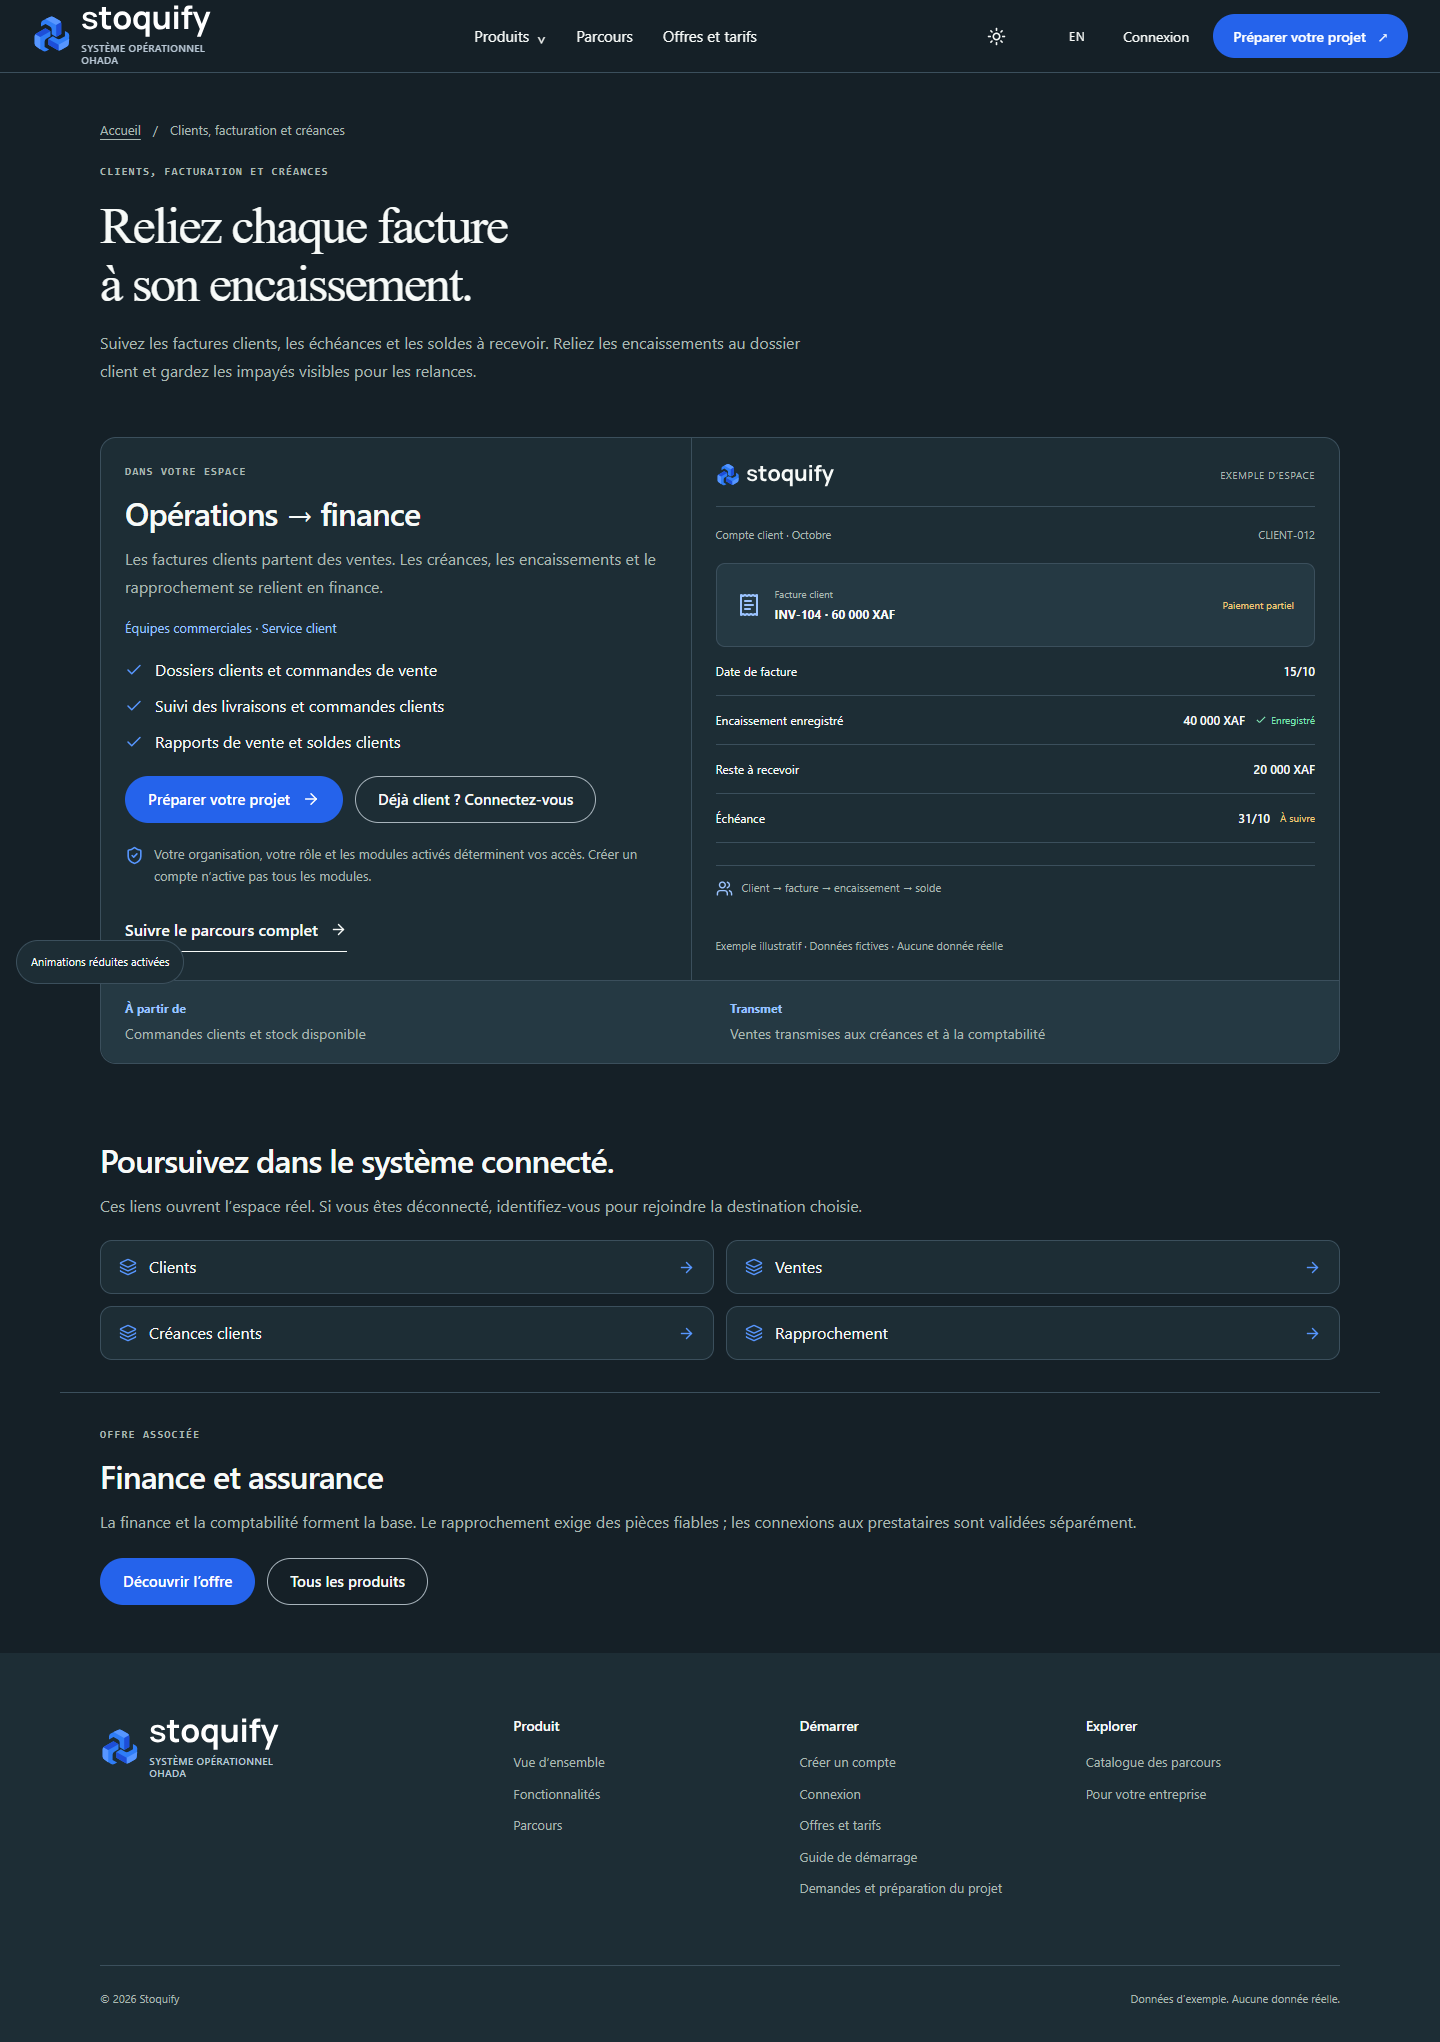 stoquify
SYSTÈME OPÉRATIONNEL
OHADA
Produits
Parcours
Offres et tarifs
EN
Connexion
Préparer votre projet ↗
Accueil / Clients, facturation et créances
CLIENTS, FACTURATION ET CRÉANCES
Reliez chaque facture
à son encaissement.
Suivez les factures clients, les échéances et les soldes à recevoir. Reliez les encaissements au dossier
client et gardez les impayés visibles pour les relances.
DANS VOTRE ESPACE
Opérations → finance
Les factures clients partent des ventes. Les créances, les encaissements et le
rapprochement se relient en finance.
Équipes commerciales · Service client
Dossiers clients et commandes de vente
Suivi des livraisons et commandes clients
Rapports de vente et soldes clients
Préparer votre projet →
Déjà client ? Connectez-vous
Votre organisation, votre rôle et les modules activés déterminent vos accès. Créer un
compte n'active pas tous les modules.
Suivre le parcours complet →
Animations réduites activées
stoquify
EXEMPLE D'ESPACE
Compte client · Octobre
CLIENT-012
Facture client
INV-104 · 60 000 XAF
Paiement partiel
Date de facture
15/10
Encaissement enregistré
40 000 XAF
Enregistré
Reste à recevoir
20 000 XAF
Échéance
31/10
À suivre
Client → facture → encaissement → solde
Exemple illustratif · Données fictives · Aucune donnée réelle
À partir de
Commandes clients et stock disponible
Transmet
Ventes transmises aux créances et à la comptabilité
Poursuivez dans le système connecté.
Ces liens ouvrent l'espace réel. Si vous êtes déconnecté, identifiez-vous pour rejoindre la destination choisie.
Clients →
Ventes →
Créances clients →
Rapprochement →
OFFRE ASSOCIÉE
Finance et assurance
La finance et la comptabilité forment la base. Le rapprochement exige des pièces fiables ; les connexions aux prestataires sont validées séparément.
Découvrir l'offre
Tous les produits
stoquify
SYSTÈME OPÉRATIONNEL
OHADA
Produit
Vue d'ensemble
Fonctionnalités
Parcours
Démarrer
Créer un compte
Connexion
Offres et tarifs
Guide de démarrage
Demandes et préparation du projet
Explorer
Catalogue des parcours
Pour votre entreprise
© 2026 Stoquify
Données d'exemple. Aucune donnée réelle.